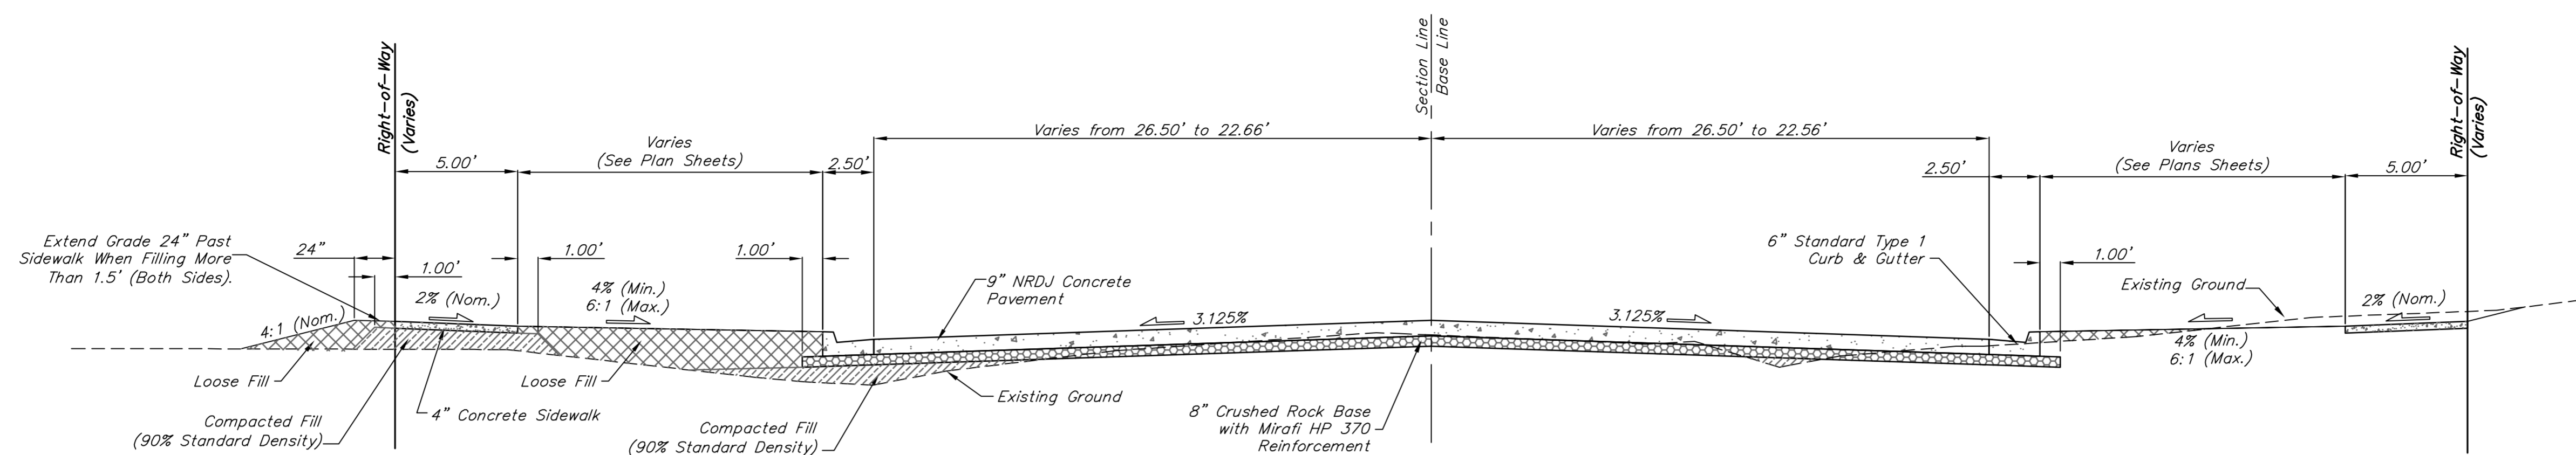 Right-of-Way
(Varies)
Section Line
Base Line
Right-of-Way
(Varies)
5.00'
Varies
(See Plan Sheets)
2.50'
Varies from 26.50' to 22.66'
Varies from 26.50' to 22.56'
2.50'
Varies
(See Plans Sheets)
5.00'
Extend Grade 24" Past
Sidewalk When Filling More
Than 1.5' (Both Sides).
24"
1.00'
1.00'
1.00'
2% (Nom.)
4% (Min.)
6:1 (Max.)
4:1 (Nom.)
9" NRDJ Concrete
Pavement
3.125%
3.125%
6" Standard Type 1
Curb & Gutter
1.00'
Existing Ground
2% (Nom.)
4% (Min.)
6:1 (Max.)
Loose Fill
Loose Fill
4" Concrete Sidewalk
Compacted Fill
(90% Standard Density)
Compacted Fill
(90% Standard Density)
Existing Ground
8" Crushed Rock Base
with Mirafi HP 370
Reinforcement